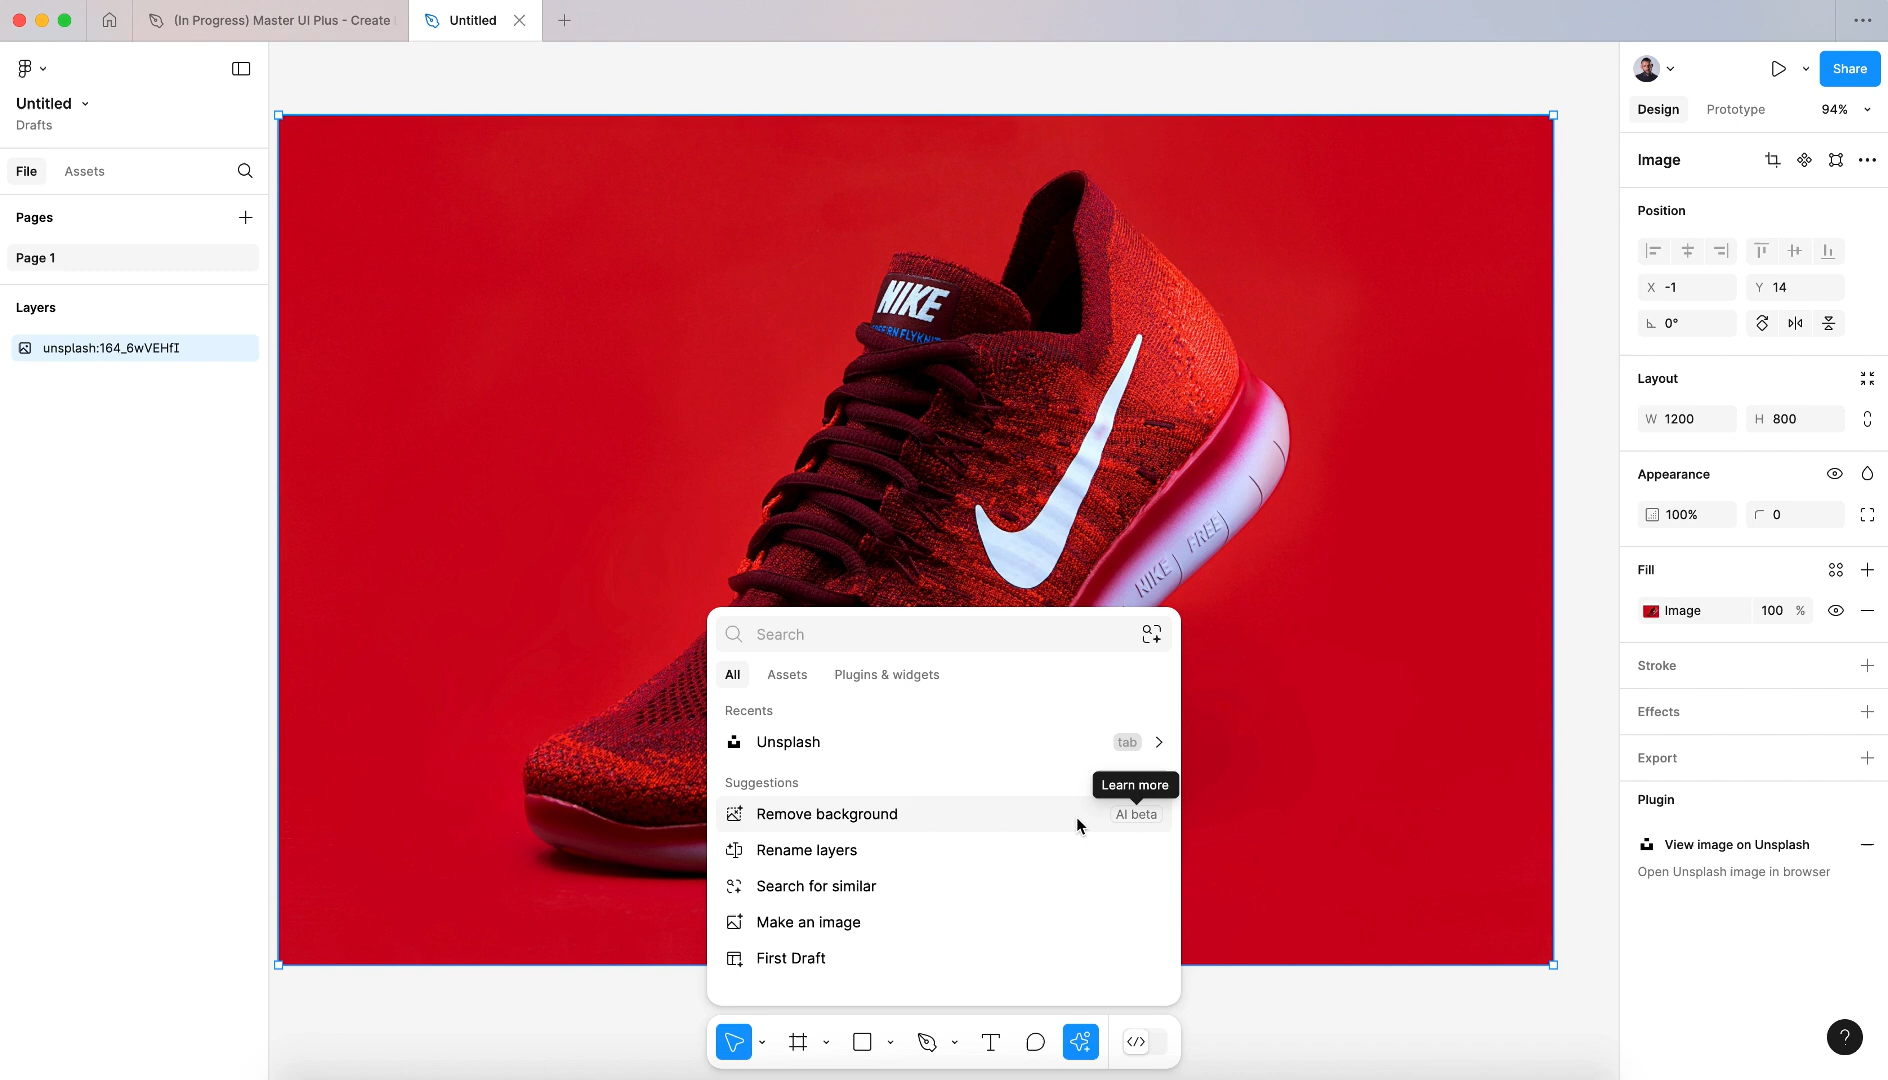 (In Progress) Master UI Plus - Create
Untitled
Untitled
Drafts
File
Assets
Pages
Page 1
Layers
unsplash:164_6wVEHfI
NIKE
NIKE
FREE
Search
All
Assets
Plugins & widgets
Recents
Unsplash
tab
Suggestions
Learn more
Remove background
AI beta
Rename layers
Search for similar
Make an image
First Draft
Share
Design
Prototype
94%
Image
Position
X -1
Y 14
0°
Layout
W 1200
H 800
Appearance
100%
0
Fill
Image
100 %
Stroke
Effects
Export
Plugin
View image on Unsplash
Open Unsplash image in browser
?